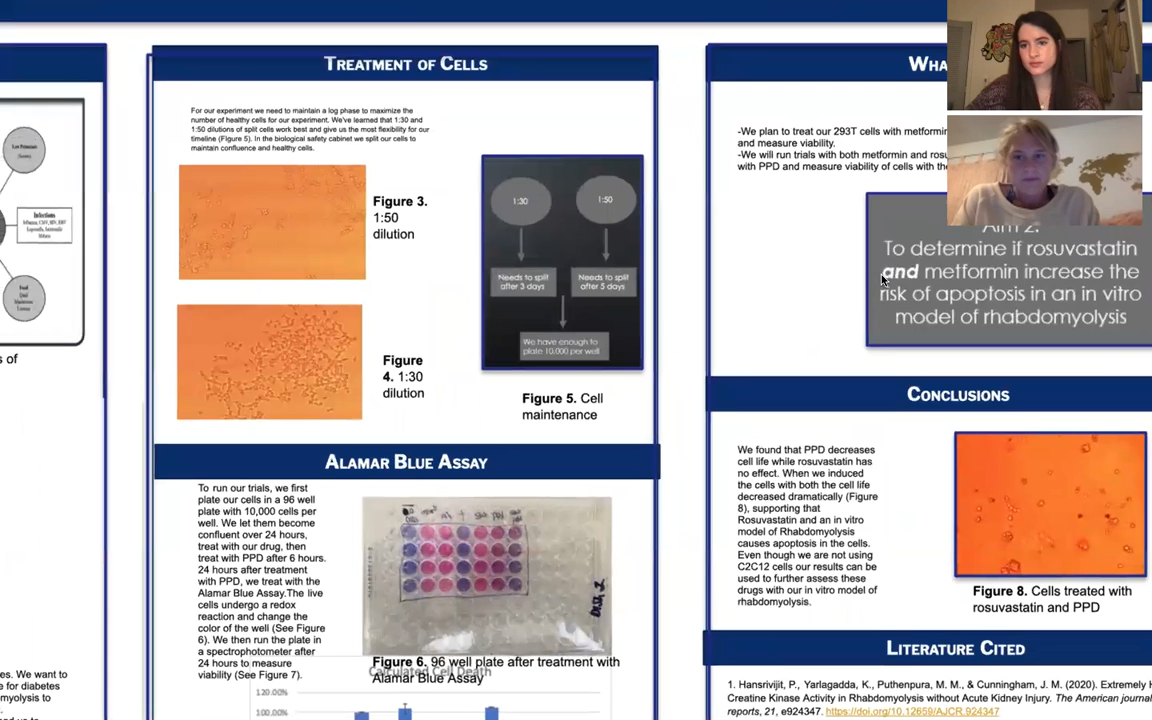 TREATMENT OF CELLS
For our experiment we need to maintain a log phase to maximize the
number of healthy cells for our experiment. We've learned that 1:30 and
1:50 dilutions of split cells work best and give us the most flexibility for our
timeline (Figure 5). In the biological safety cabinet we split our cells to
maintain confluence and healthy cells.
Figure 3.
1:50
dilution
Figure
4. 1:30
dilution
1:30
1:50
Needs to split
after 3 days
Needs to split
after 5 days
We have enough to
plate 10,000 per well
Figure 5. Cell
maintenance
Infections
s of
es. We want to
e for diabetes
myolysis to
ALAMAR BLUE ASSAY
To run our trials, we first
plate our cells in a 96 well
plate with 10,000 cells per
well. We let them become
confluent over 24 hours,
treat with our drug, then
treat with PPD after 6 hours.
24 hours after treatment
with PPD, we treat with the
Alamar Blue Assay.The live
cells undergo a redox
reaction and change the
color of the well (See Figure
6). We then run the plate in
a spectrophotometer after
24 hours to measure
viability (See Figure 7).
Figure 6. 96 well plate after treatment with
Alamar Blue Assay
Calculated Cell Death
120.00%
100.00%
WHA
-We plan to treat our 293T cells with metformin
and measure viability.
-We will run trials with both metformin and rosu
with PPD and measure viability of cells with the
Aim 2:
To determine if rosuvastatin
and metformin increase the
risk of apoptosis in an in vitro
model of rhabdomyolysis
CONCLUSIONS
We found that PPD decreases
cell life while rosuvastatin has
no effect. When we induced
the cells with both the cell life
decreased dramatically (Figure
8), supporting that
Rosuvastatin and an in vitro
model of Rhabdomyolysis
causes apoptosis in the cells.
Even though we are not using
C2C12 cells our results can be
used to further assess these
drugs with our in vitro model of
rhabdomyolysis.
Figure 8. Cells treated with
rosuvastatin and PPD
LITERATURE CITED
1. Hansrivijit, P., Yarlagadda, K., Puthenpura, M. M., & Cunningham, J. M. (2020). Extremely H
Creatine Kinase Activity in Rhabdomyolysis without Acute Kidney Injury. The American journal
reports, 21, e924347. https://doi.org/10.12659/AJCR.924347